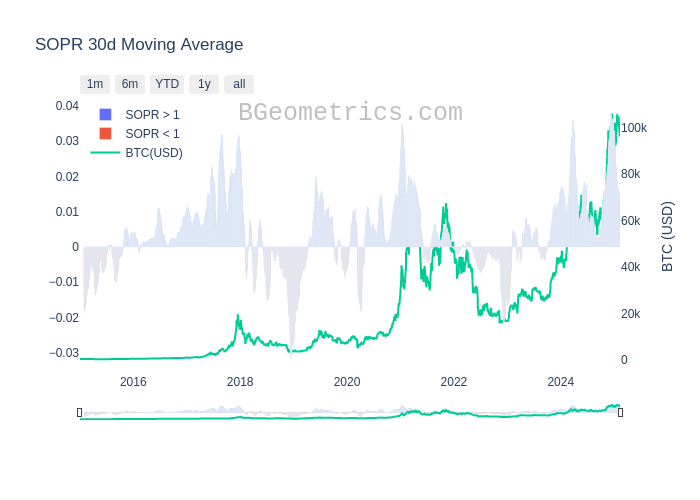 SOPR 30d Moving Average
1m 6m YTD 1y all
BGeometrics.com
SOPR > 1
SOPR < 1
BTC(USD)
0.04
0.03
0.02
0.01
0
−0.01
−0.02
−0.03
100k
80k
60k
40k
20k
0
BTC (USD)
2016 2018 2020 2022 2024